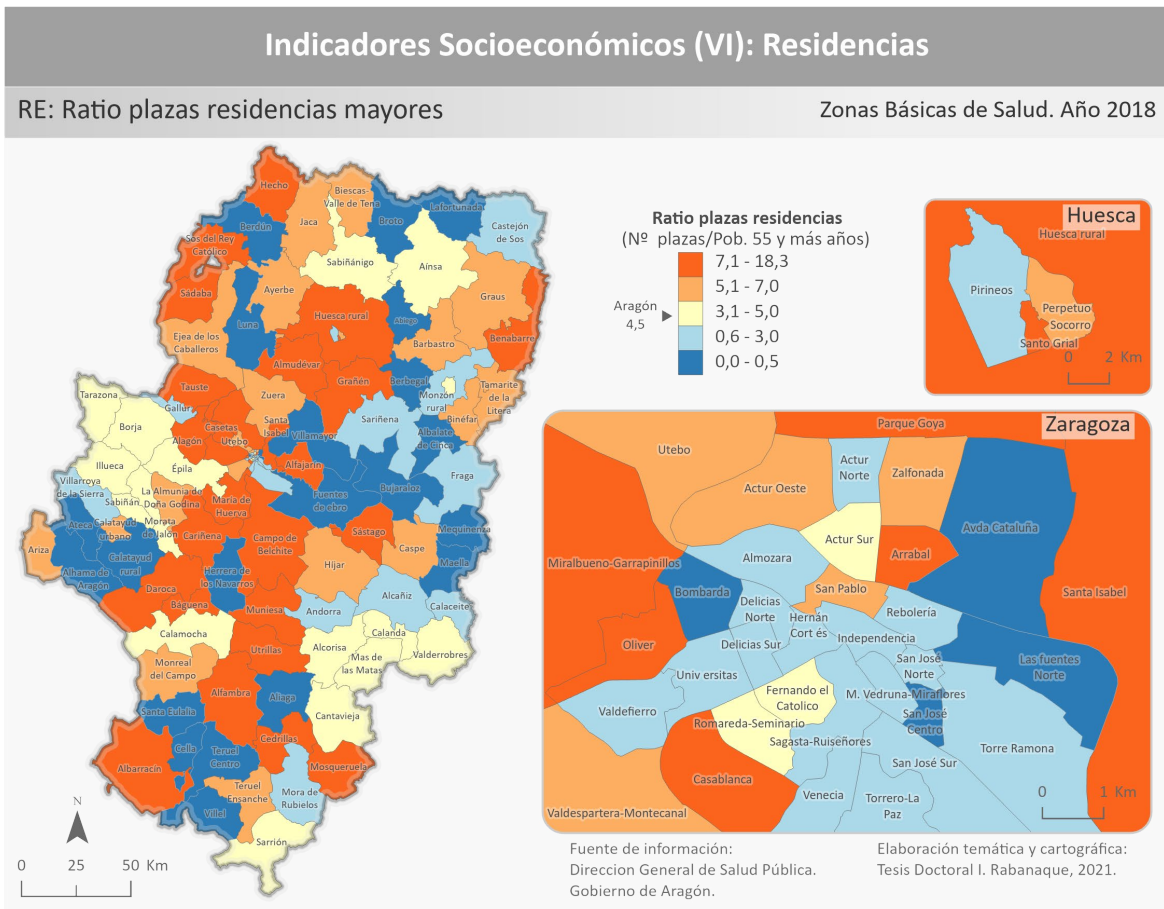 Indicadores Socioeconómicos (VI): Residencias
RE: Ratio plazas residencias mayores
Zonas Básicas de Salud. Año 2018
Hecho
Biescas-
Valle de Tena
Jaca
Broto
Lafortunada
Castejón
de Sos
Berdún
Sos del Rey
Católico
Sabiñánigo
Aínsa
Sádaba
Ayerbe
Graus
Luna
Huesca rural
Abiego
Ejea de los
Caballeros
Barbastro
Benabarre
Almudévar
Grañén
Berbegal
Monzón
rural
Tamarite
de la
Litera
Tauste
Zuera
Tarazona
Gallur
Borja
Casetas
Santa
Isabel
Villamayor
Sariñena
Binéfar
Albalate
de Cinca
Alagón
Utebo
Illueca
Épila
Alfajarín
Fraga
Villarroya
de la Sierra
Sabiñán
La Almunia de
Doña Godina
María de
Huerva
Fuentes
de ebro
Bujaraloz
Ateca
Calatayud
urbano
Morata
de Jalón
Cariñena
Campo de
Belchite
Sástago
Mequinenza
Ariza
Calatayud
rural
Caspe
Alhama de
Aragón
Herrera de
los Navarros
Híjar
Maella
Daroca
Báguena
Muniesa
Andorra
Alcañiz
Calaceite
Calamocha
Utrillas
Alcorisa
Calanda
Mas de
las Matas
Valderrobres
Monreal
del Campo
Alfambra
Aliaga
Cantavieja
Santa Eulalia
Cella
Teruel
Centro
Cedrillas
Albarracín
Mosqueruela
Teruel
Ensanche
Mora de
Rubielos
Villel
Sarrión
N
0 25 50 Km
Ratio plazas residencias
(Nº plazas/Pob. 55 y más años)
7,1 - 18,3
5,1 - 7,0
3,1 - 5,0
0,6 - 3,0
0,0 - 0,5
Aragón
4,5
Huesca
Huesca rural
Pirineos
Perpetuo
Socorro
Santo Grial
0 2 Km
Zaragoza
Parque Goya
Utebo
Actur
Norte
Zalfonada
Actur Oeste
Avda Cataluña
Actur Sur
Miralbueno-Garrapinillos
Almozara
Arrabal
Bombarda
San Pablo
Santa Isabel
Delicias
Norte
Hernán
Cort és
Rebolería
Oliver
Delicias Sur
Independencia
Univ ersitas
San José
Norte
Las fuentes
Norte
Fernando el
Catolico
M. Vedruna-Miraflores
Valdefierro
Romareda-Seminario
San José
Centro
Sagasta-Ruiseñores
Torre Ramona
Casablanca
San José Sur
Venecia
Torrero-La
Paz
Valdespartera-Montecanal
0 1 Km
Fuente de información:
Direccion General de Salud Pública.
Gobierno de Aragón.
Elaboración temática y cartográfica:
Tesis Doctoral I. Rabanaque, 2021.